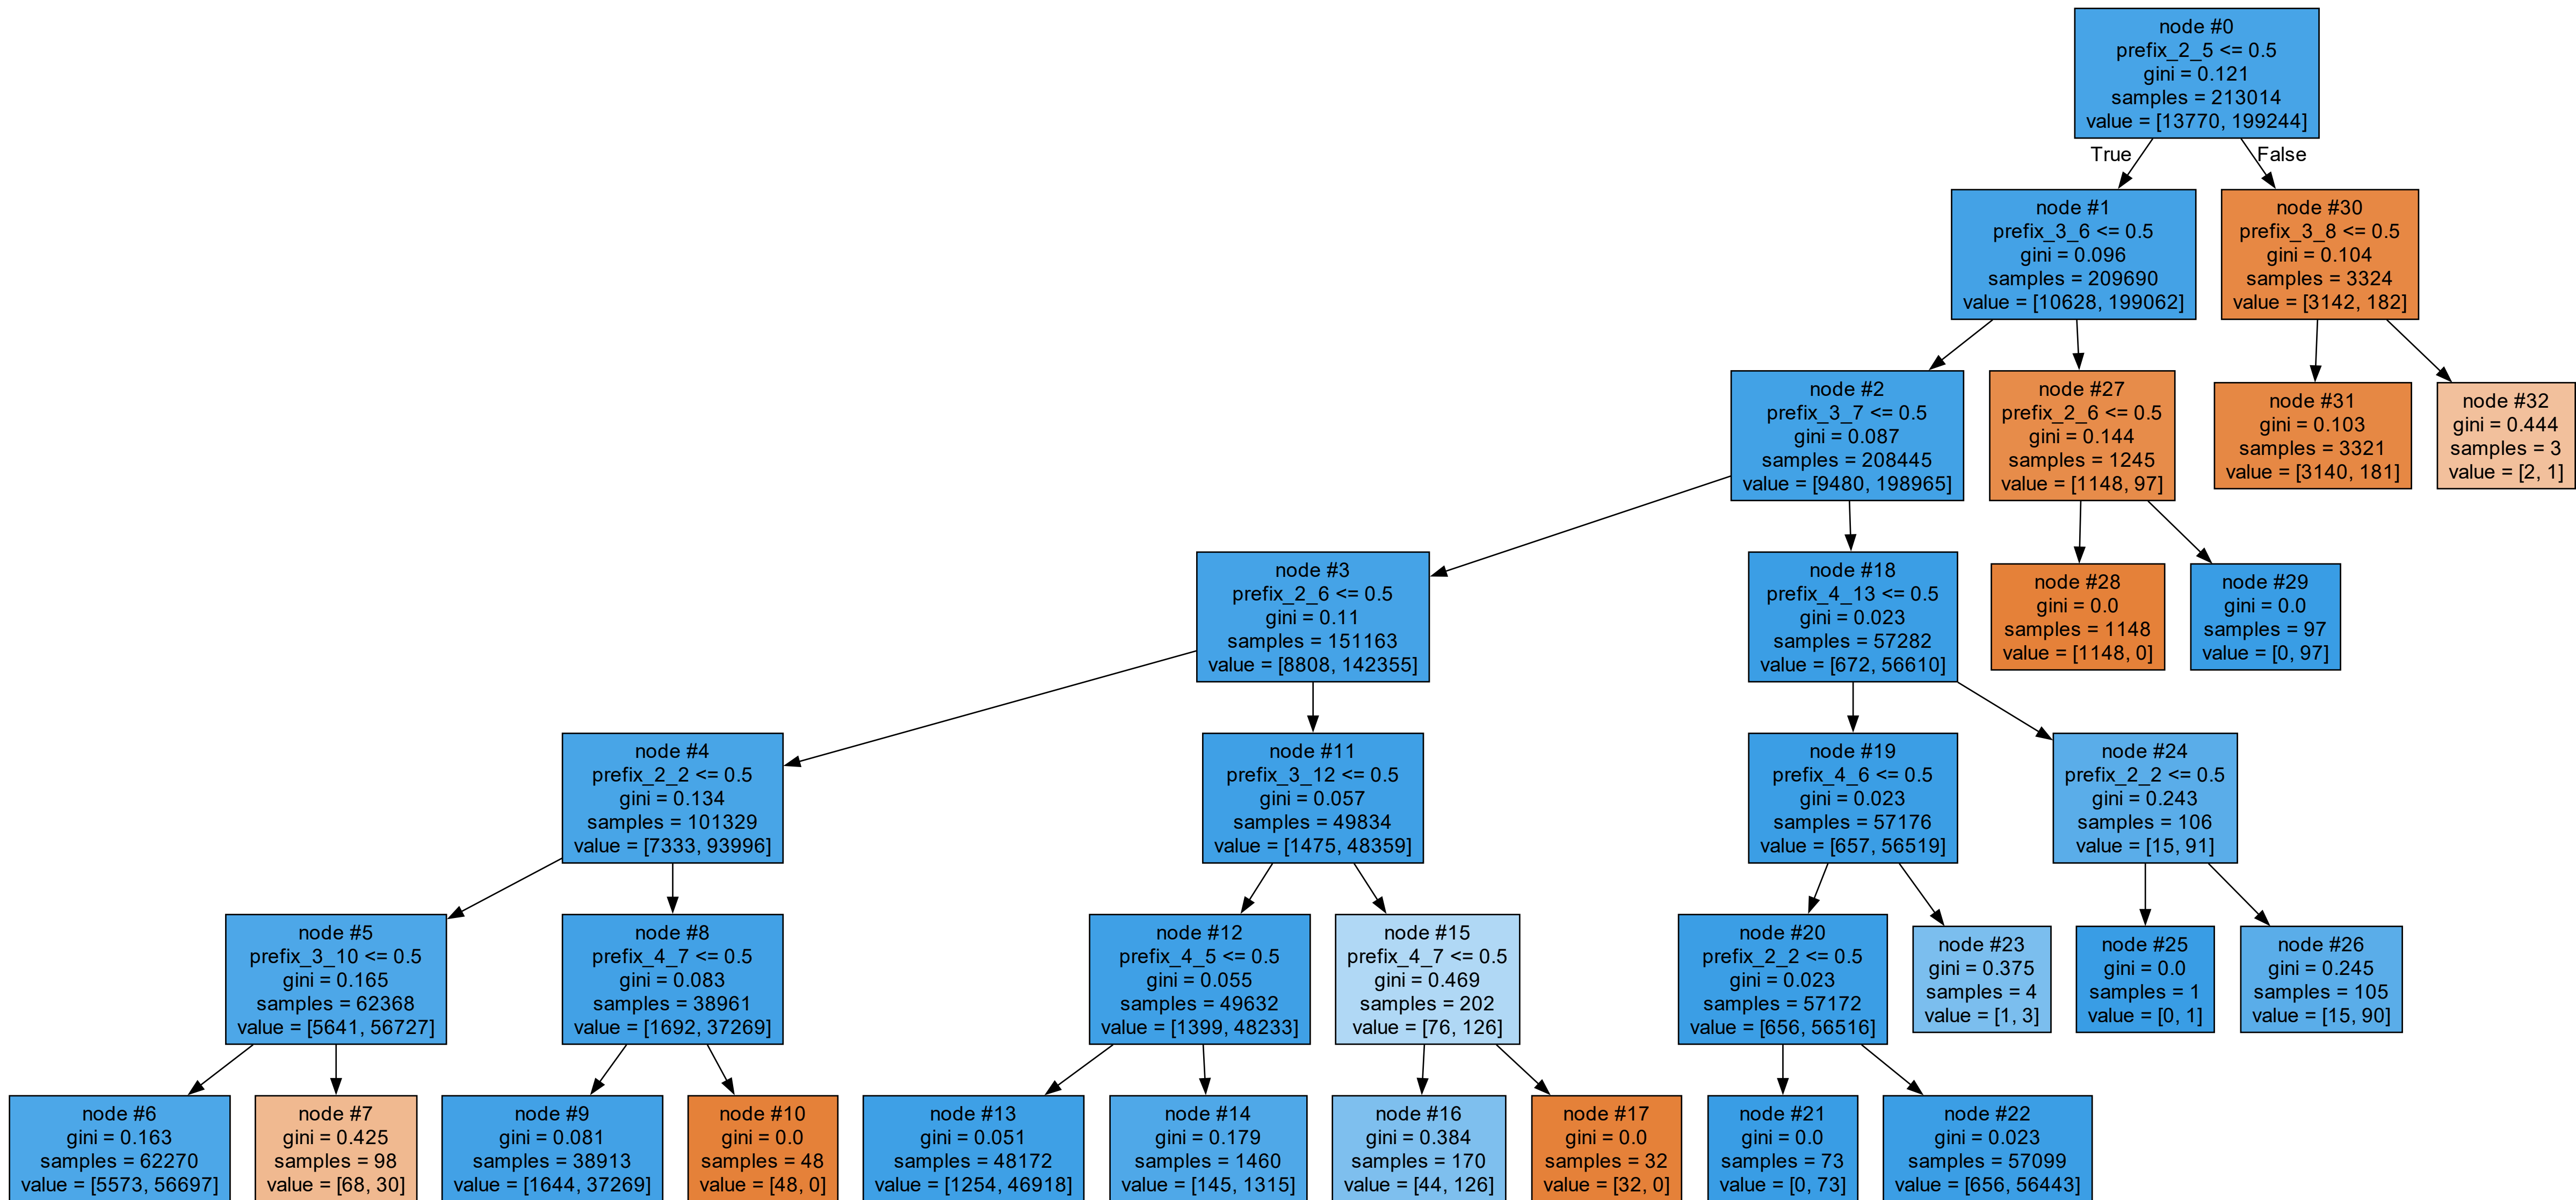 node #0
prefix_2_5 <= 0.5
gini = 0.121
samples = 213014
value = [13770, 199244]
True
False
node #1
prefix_3_6 <= 0.5
gini = 0.096
samples = 209690
value = [10628, 199062]
node #30
prefix_3_8 <= 0.5
gini = 0.104
samples = 3324
value = [3142, 182]
node #2
prefix_3_7 <= 0.5
gini = 0.087
samples = 208445
value = [9480, 198965]
node #27
prefix_2_6 <= 0.5
gini = 0.144
samples = 1245
value = [1148, 97]
node #31
gini = 0.103
samples = 3321
value = [3140, 181]
node #32
gini = 0.444
samples = 3
value = [2, 1]
node #3
prefix_2_6 <= 0.5
gini = 0.11
samples = 151163
value = [8808, 142355]
node #18
prefix_4_13 <= 0.5
gini = 0.023
samples = 57282
value = [672, 56610]
node #28
gini = 0.0
samples = 1148
value = [1148, 0]
node #29
gini = 0.0
samples = 97
value = [0, 97]
node #4
prefix_2_2 <= 0.5
gini = 0.134
samples = 101329
value = [7333, 93996]
node #11
prefix_3_12 <= 0.5
gini = 0.057
samples = 49834
value = [1475, 48359]
node #19
prefix_4_6 <= 0.5
gini = 0.023
samples = 57176
value = [657, 56519]
node #24
prefix_2_2 <= 0.5
gini = 0.243
samples = 106
value = [15, 91]
node #5
prefix_3_10 <= 0.5
gini = 0.165
samples = 62368
value = [5641, 56727]
node #8
prefix_4_7 <= 0.5
gini = 0.083
samples = 38961
value = [1692, 37269]
node #12
prefix_4_5 <= 0.5
gini = 0.055
samples = 49632
value = [1399, 48233]
node #15
prefix_4_7 <= 0.5
gini = 0.469
samples = 202
value = [76, 126]
node #20
prefix_2_2 <= 0.5
gini = 0.023
samples = 57172
value = [656, 56516]
node #23
gini = 0.375
samples = 4
value = [1, 3]
node #25
gini = 0.0
samples = 1
value = [0, 1]
node #26
gini = 0.245
samples = 105
value = [15, 90]
node #6
gini = 0.163
samples = 62270
value = [5573, 56697]
node #7
gini = 0.425
samples = 98
value = [68, 30]
node #9
gini = 0.081
samples = 38913
value = [1644, 37269]
node #10
gini = 0.0
samples = 48
value = [48, 0]
node #13
gini = 0.051
samples = 48172
value = [1254, 46918]
node #14
gini = 0.179
samples = 1460
value = [145, 1315]
node #16
gini = 0.384
samples = 170
value = [44, 126]
node #17
gini = 0.0
samples = 32
value = [32, 0]
node #21
gini = 0.0
samples = 73
value = [0, 73]
node #22
gini = 0.023
samples = 57099
value = [656, 56443]